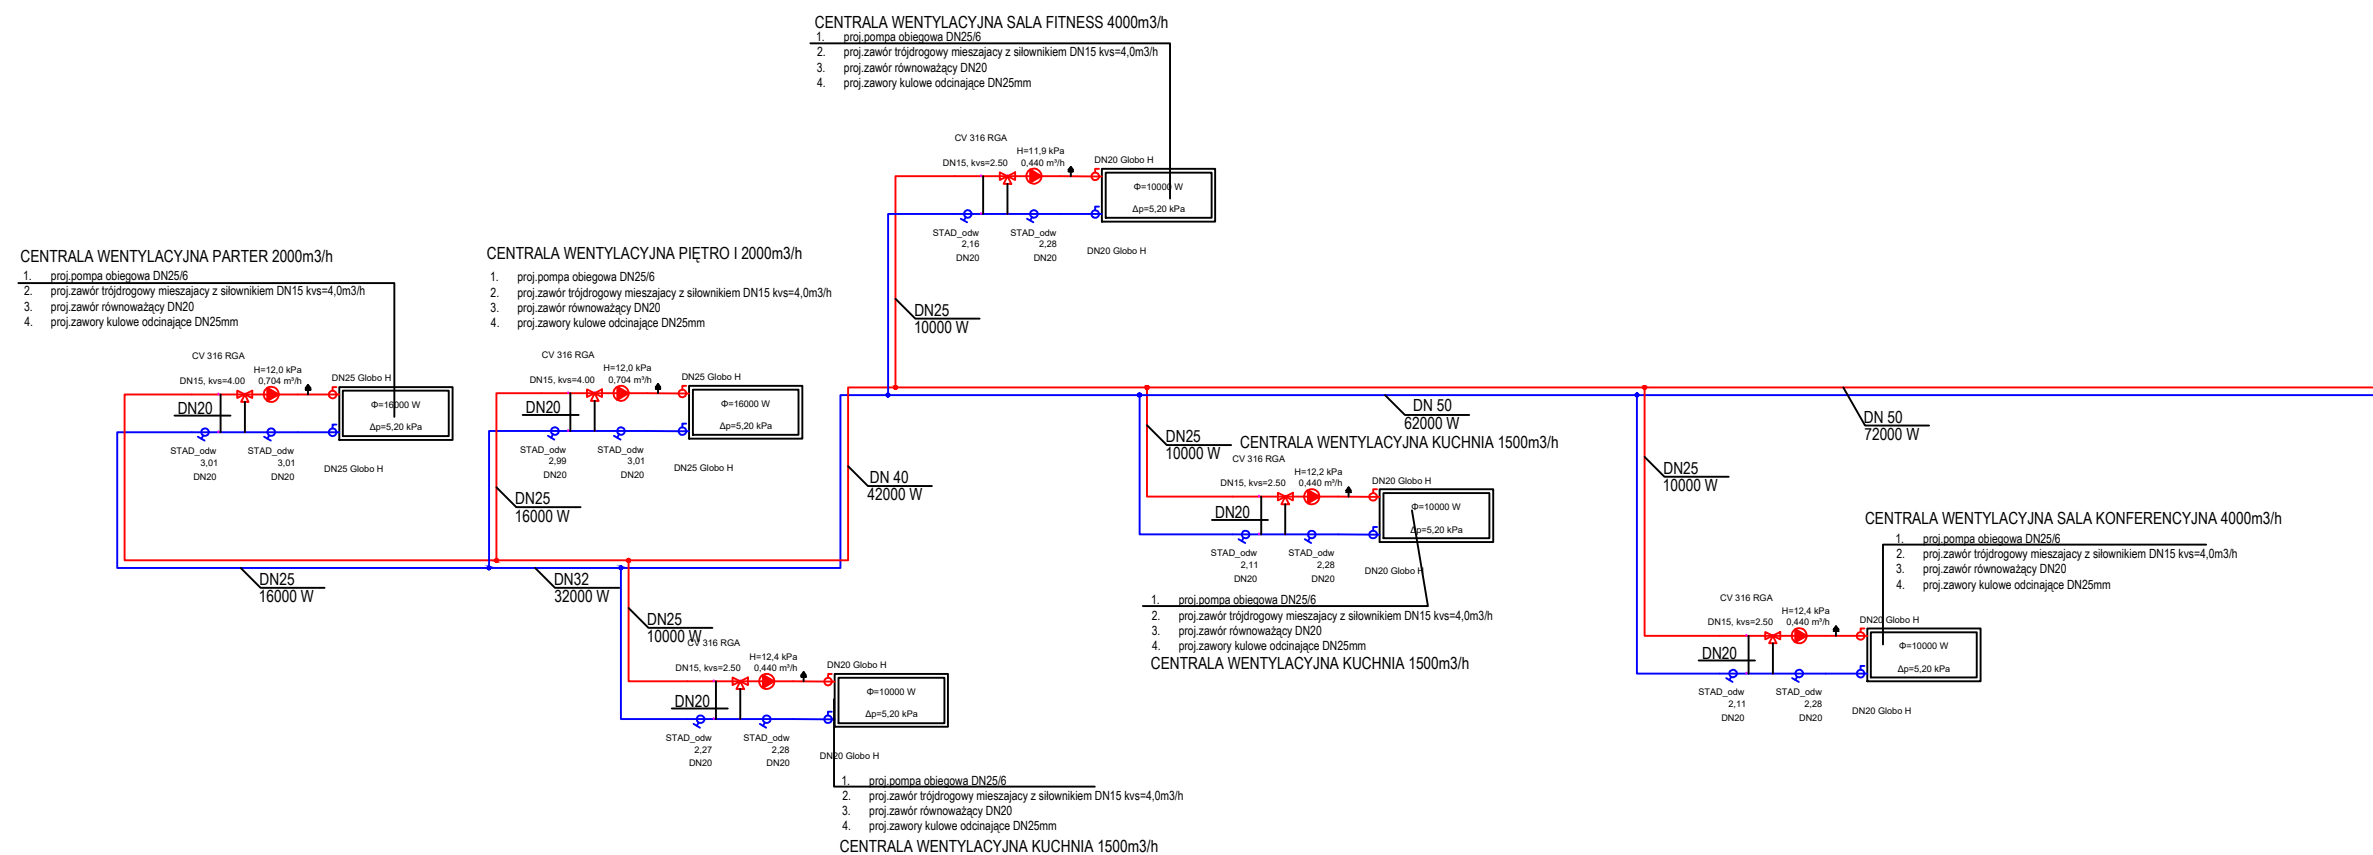 CENTRALA WENTYLACYJNA SALA FITNESS 4000m3/h
1. proj.pompa obiegowa DN25/6
2. proj.zawór trójdrogowy mieszajacy z siłownikiem DN15 kvs=4,0m3/h
3. proj.zawór równoważący DN20
4. proj.zawory kulowe odcinające DN25mm
CV 316 RGA
H=11,9 kPa
DN15, kvs=2.50
0,440 m³/h
DN20 Globo H
Φ=10000 W
Δp=5,20 kPa
STAD_odw
2,16
DN20
STAD_odw
2,28
DN20
DN20 Globo H
DN25
10000 W
CENTRALA WENTYLACYJNA PARTER 2000m3/h
1. proj.pompa obiegowa DN25/6
2. proj.zawór trójdrogowy mieszajacy z siłownikiem DN15 kvs=4,0m3/h
3. proj.zawór równoważący DN20
4. proj.zawory kulowe odcinające DN25mm
CV 316 RGA
H=12,0 kPa
DN15, kvs=4.00
0,704 m³/h
DN25 Globo H
DN20
Φ=16000 W
Δp=5,20 kPa
STAD_odw
3,01
DN20
STAD_odw
3,01
DN20
DN25 Globo H
DN25
16000 W
CENTRALA WENTYLACYJNA PIĘTRO I 2000m3/h
1. proj.pompa obiegowa DN25/6
2. proj.zawór trójdrogowy mieszajacy z siłownikiem DN15 kvs=4,0m3/h
3. proj.zawór równoważący DN20
4. proj.zawory kulowe odcinające DN25mm
CV 316 RGA
H=12,0 kPa
DN15, kvs=4.00
0,704 m³/h
DN25 Globo H
DN20
Φ=16000 W
Δp=5,20 kPa
STAD_odw
2,99
DN20
STAD_odw
3,01
DN20
DN25 Globo H
DN25
16000 W
DN32
32000 W
DN 40
42000 W
DN25
10000 W
CV 316 RGA
H=12,4 kPa
DN15, kvs=2.50
0,440 m³/h
DN20 Globo H
DN20
Φ=10000 W
Δp=5,20 kPa
STAD_odw
2,27
DN20
STAD_odw
2,28
DN20
DN20 Globo H
1. proj.pompa obiegowa DN25/6
2. proj.zawór trójdrogowy mieszajacy z siłownikiem DN15 kvs=4,0m3/h
3. proj.zawór równoważący DN20
4. proj.zawory kulowe odcinające DN25mm
CENTRALA WENTYLACYJNA KUCHNIA 1500m3/h
DN 50
62000 W
DN25
10000 W
CENTRALA WENTYLACYJNA KUCHNIA 1500m3/h
CV 316 RGA
H=12,2 kPa
DN15, kvs=2.50
0,440 m³/h
DN20 Globo H
DN20
Φ=10000 W
Δp=5,20 kPa
STAD_odw
2,11
DN20
STAD_odw
2,28
DN20
DN20 Globo H
1. proj.pompa obiegowa DN25/6
2. proj.zawór trójdrogowy mieszajacy z siłownikiem DN15 kvs=4,0m3/h
3. proj.zawór równoważący DN20
4. proj.zawory kulowe odcinające DN25mm
CENTRALA WENTYLACYJNA KUCHNIA 1500m3/h
DN 50
72000 W
DN25
10000 W
CENTRALA WENTYLACYJNA SALA KONFERENCYJNA 4000m3/h
1. proj.pompa obiegowa DN25/6
2. proj.zawór trójdrogowy mieszajacy z siłownikiem DN15 kvs=4,0m3/h
3. proj.zawór równoważący DN20
4. proj.zawory kulowe odcinające DN25mm
CV 316 RGA
H=12,4 kPa
DN15, kvs=2.50
0,440 m³/h
DN20 Globo H
DN20
Φ=10000 W
Δp=5,20 kPa
STAD_odw
2,11
DN20
STAD_odw
2,28
DN20
DN20 Globo H